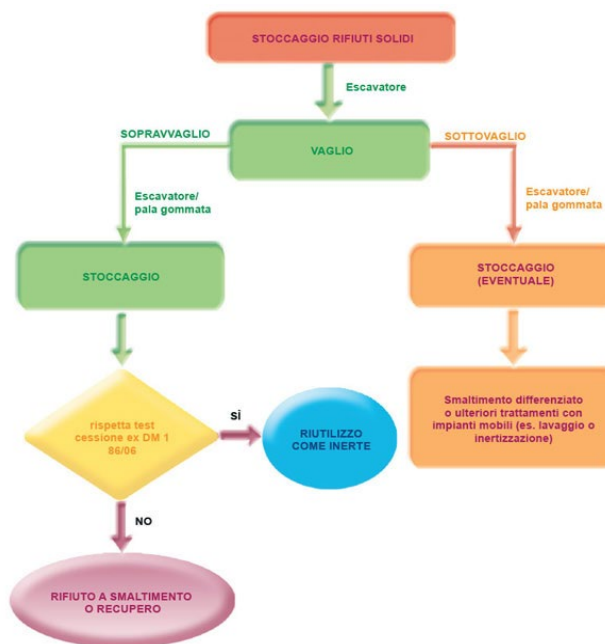 STOCCAGGIO RIFIUTI SOLIDI
Escavatore
SOPRAVVAGLIO
SOTTOVAGLIO
VAGLIO
Escavatore/
pala gommata
Escavatore/
pala gommata
STOCCAGGIO
STOCCAGGIO
(EVENTUALE)
rispetta test
cessione ex DM 1
86/06
SÌ
RIUTILIZZO
COME INERTE
Smaltimento differenziato
o ulteriori trattamenti con
impianti mobili (es. lavaggio o
inertizzazione)
NO
RIFIUTO A SMALTIMENTO
O RECUPERO